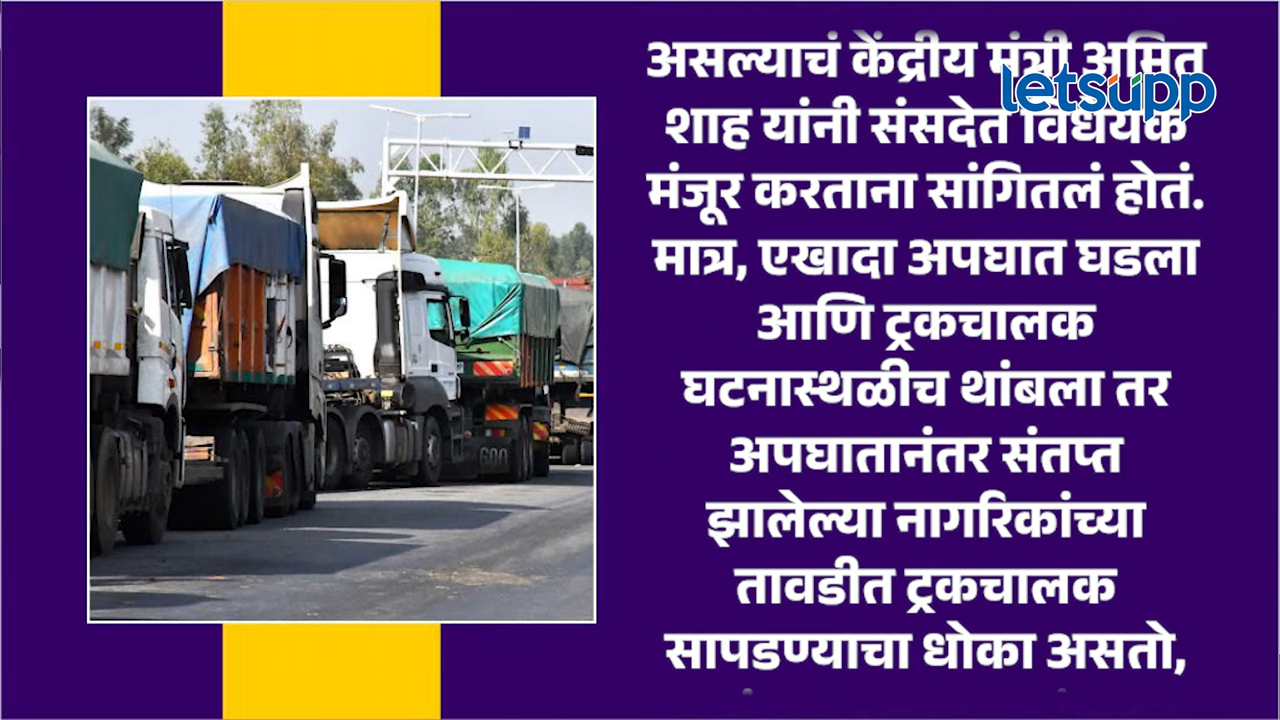 असल्याचं केंद्रीय मंत्री अमित
letsupp
शाह यांनी संसदेत विधेयक
मंजूर करताना सांगितलं होतं.
मात्र, एखादा अपघात घडला
आणि ट्रकचालक
घटनास्थळीच थांबला तर
अपघातानंतर संतप्त
झालेल्या नागरिकांच्या
तावडीत ट्रकचालक
सापडण्याचा धोका असतो,
600